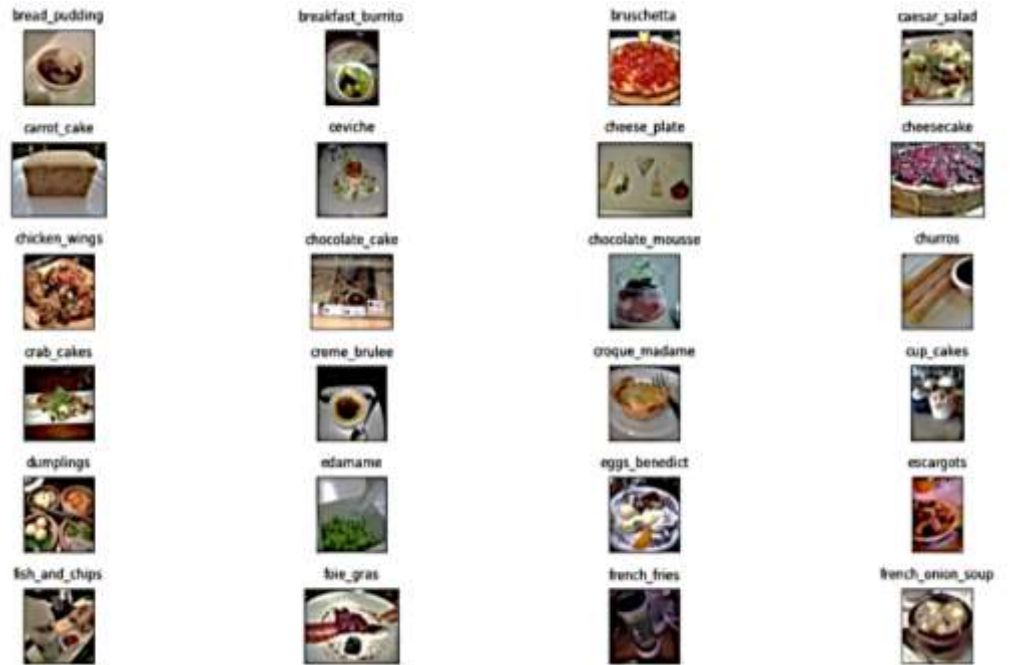 bread_pudding breakfast_burrito bruschetta caesar_salad
carrot_cake ceviche cheese_plate cheesecake
chicken_wings chocolate_cake chocolate_mousse churros
crab_cakes creme_brulee croque_madame cup_cakes
dumplings edamame eggs_benedict escargots
fish_and_chips foie_gras french_fries french_onion_soup